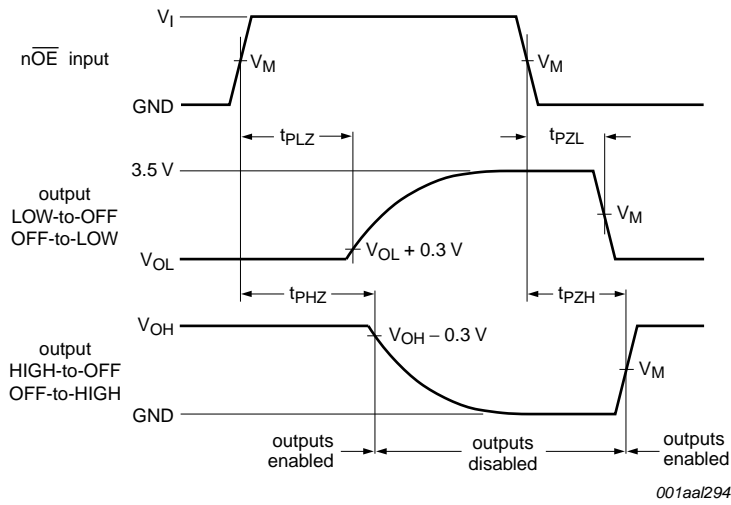 V_I
nO̅E̅ input
V_M
V_M
GND
t_PLZ
t_PZL
3.5 V
output
LOW-to-OFF
OFF-to-LOW
V_M
V_OL + 0.3 V
V_OL
t_PHZ
t_PZH
V_OH
V_OH − 0.3 V
output
HIGH-to-OFF
OFF-to-HIGH
V_M
GND
outputs
enabled
outputs
disabled
outputs
enabled
001aal294